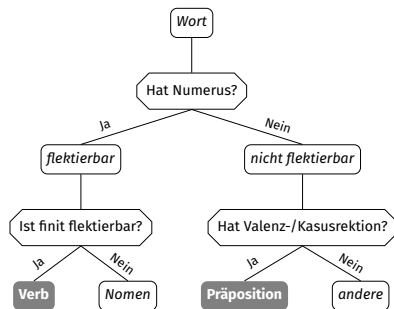 Wort
Hat Numerus?
Ja
Nein
flektierbar
nicht flektierbar
Ist finit flektierbar?
Hat Valenz-/Kasusrektion?
Ja
Nein
Ja
Nein
Verb
Nomen
Präposition
andere